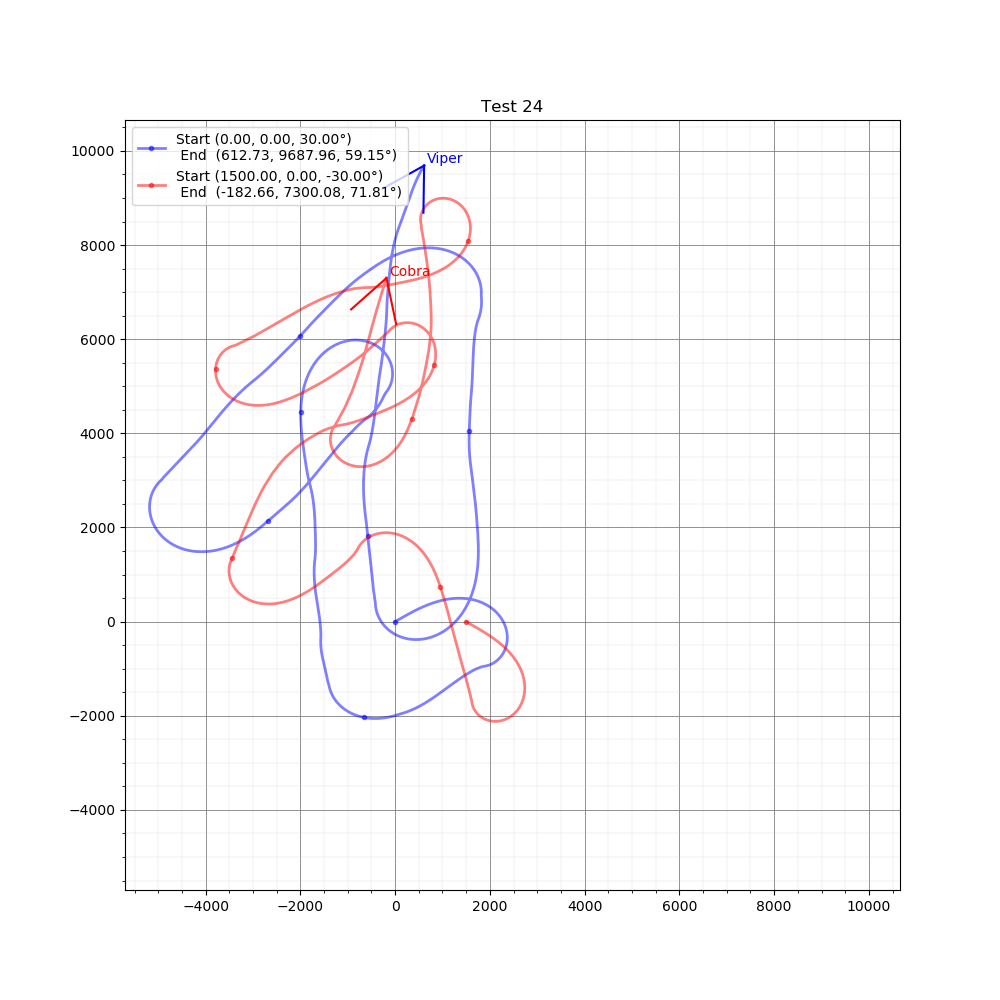 Test 24
Start (0.00, 0.00, 30.00°)
End (612.73, 9687.96, 59.15°)
Start (1500.00, 0.00, -30.00°)
End (-182.66, 7300.08, 71.81°)
Viper
Cobra
10000
8000
6000
4000
2000
0
−2000
−4000
−4000 −2000 0 2000 4000 6000 8000 10000